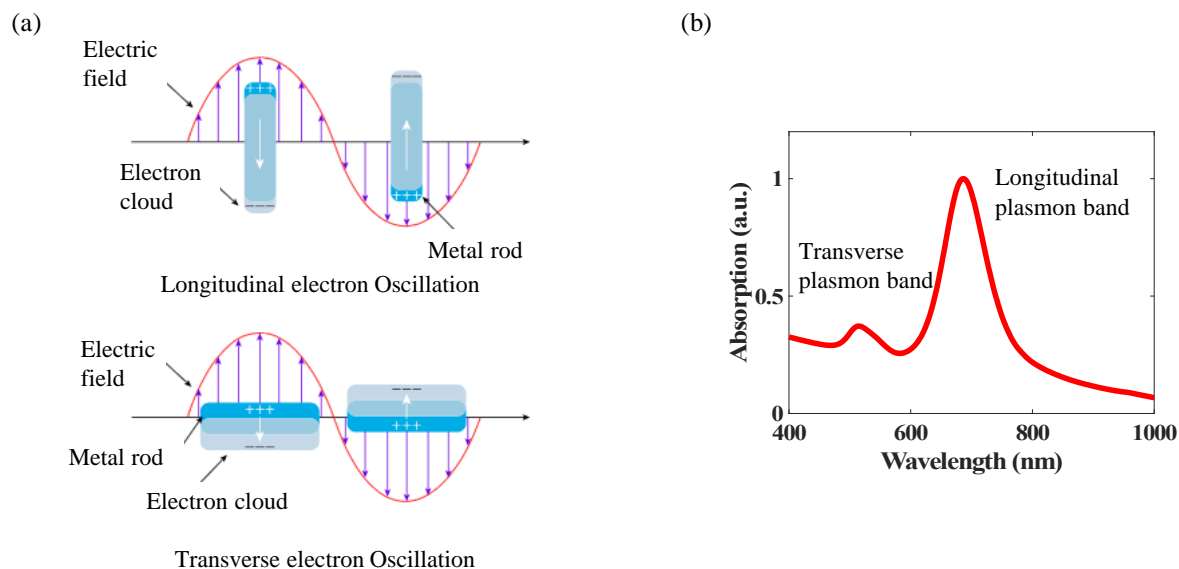 (a)
Electric
field
+++
Electron
cloud
−−−
−−−
+++
Metal rod
Longitudinal electron Oscillation
Electric
field
+++
Metal rod
−−−
Electron cloud
−−−
+++
Transverse electron Oscillation
(b)
Absorption (a.u.)
1
0.5
0
Transverse
plasmon band
Longitudinal
plasmon band
400
600
800
1000
Wavelength (nm)